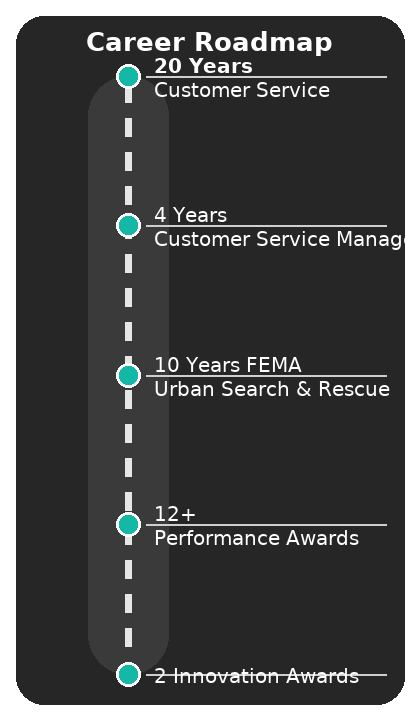 Career Roadmap
20 Years
Customer Service
4 Years
Customer Service Manag
10 Years FEMA
Urban Search & Rescue
12+
Performance Awards
2 Innovation Awards